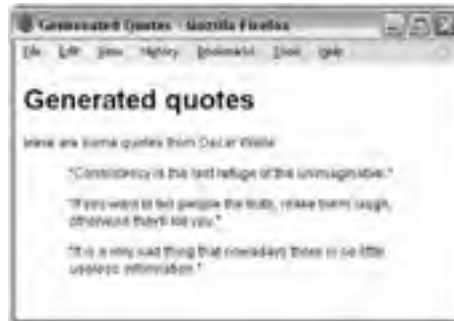 Generated Quotes - Mozilla Firefox
File Edit View History Bookmarks Tools Help
Generated quotes
Here are some quotes from Oscar Wilde
"Consistency is the last refuge of the unimaginative."
"If you want to tell people the truth, make them laugh,
otherwise they'll kill you."
"It is a very sad thing that nowadays there is so little
useless information."